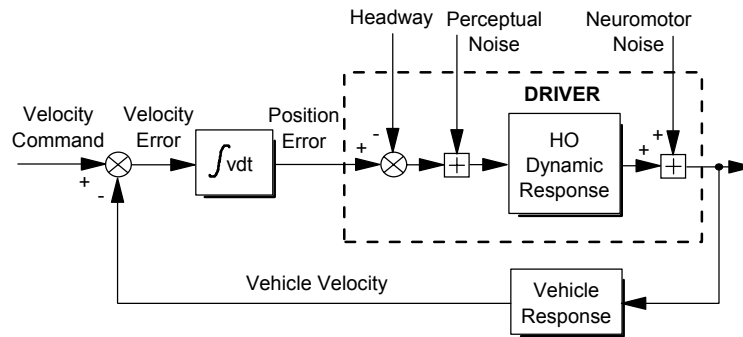 Headway
Perceptual
Noise
Neuromotor
Noise
DRIVER
Velocity
Command
Velocity
Error
Position
Error
∫vdt
HO
Dynamic
Response
+
-
+
-
+
+
+
+
+
Vehicle Velocity
Vehicle
Response